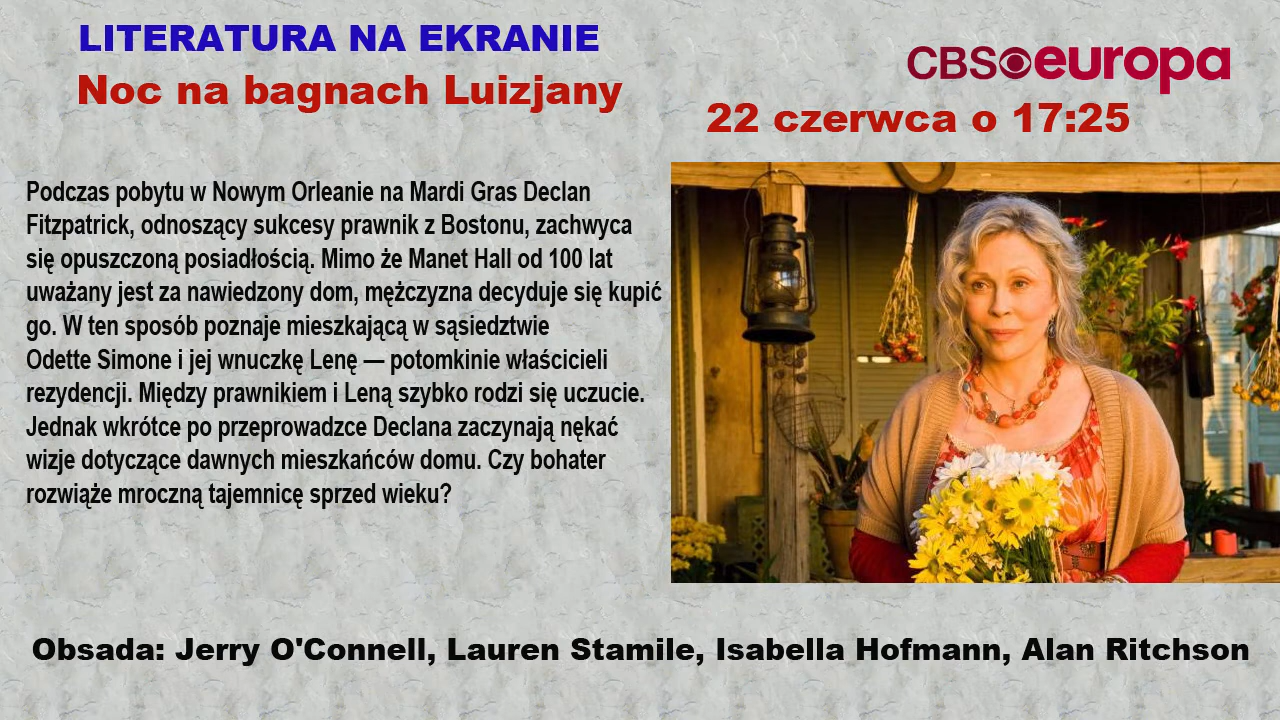 LITERATURA NA EKRANIE
Noc na bagnach Luizjany
CBS europa
22 czerwca o 17:25
Podczas pobytu w Nowym Orleanie na Mardi Gras Declan
Fitzpatrick, odnoszący sukcesy prawnik z Bostonu, zachwyca
się opuszczoną posiadłością. Mimo że Manet Hall od 100 lat
uważany jest za nawiedzony dom, mężczyzna decyduje się kupić
go. W ten sposób poznaje mieszkającą w sąsiedztwie
Odette Simone i jej wnuczkę Lenę — potomkinie właścicieli
rezydencji. Między prawnikiem i Leną szybko rodzi się uczucie.
Jednak wkrótce po przeprowadzce Declana zaczynają nękać
wizje dotyczące dawnych mieszkańców domu. Czy bohater
rozwiąże mroczną tajemnicę sprzed wieku?
Obsada: Jerry O'Connell, Lauren Stamile, Isabella Hofmann, Alan Ritchson